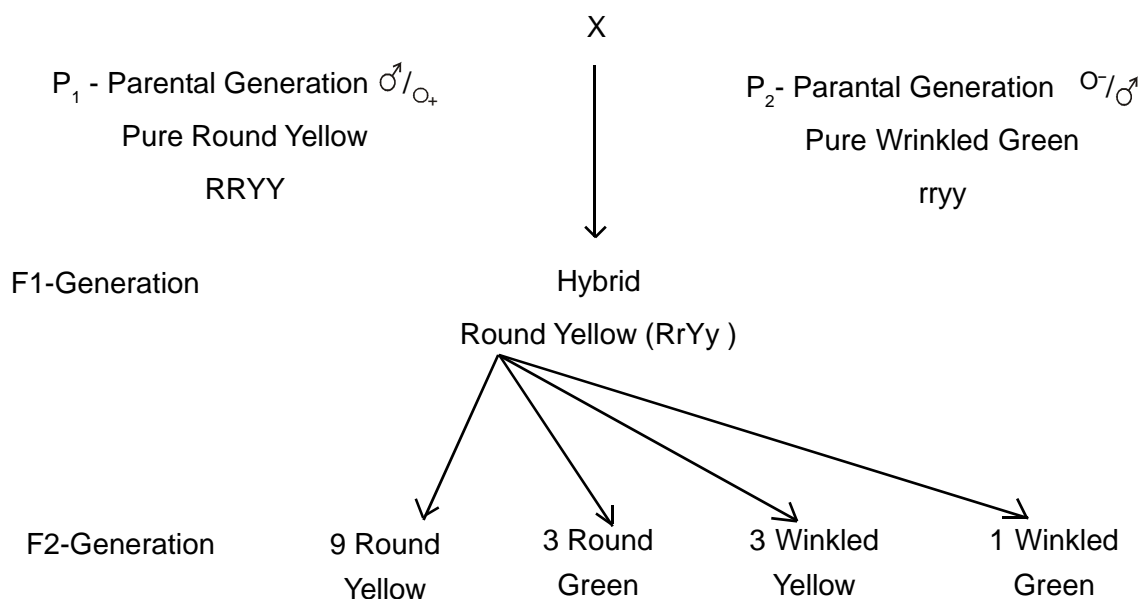 X
P₁ - Parental Generation ♂/♀
P₂- Parantal Generation O⁻/♂
Pure Round Yellow
Pure Wrinkled Green
RRYY
rryy
F1-Generation
Hybrid
Round Yellow (RrYy )
F2-Generation
9 Round
Yellow
3 Round
Green
3 Winkled
Yellow
1 Winkled
Green